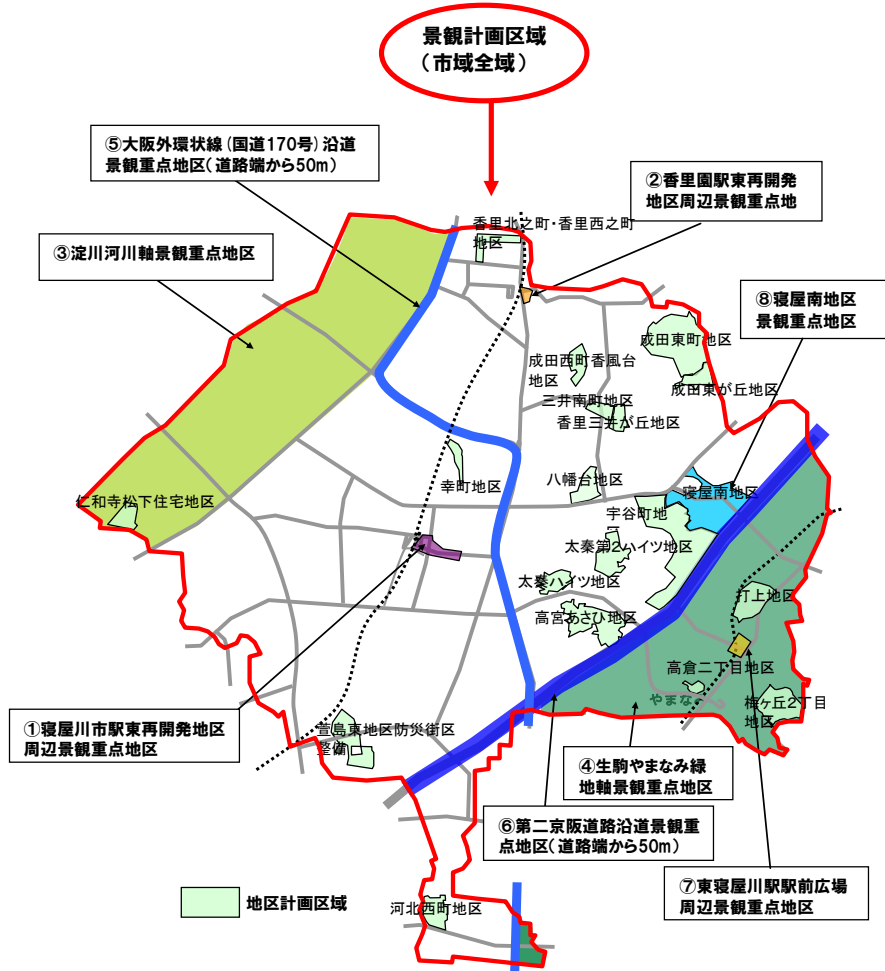 景観計画区域
（市域全域）
⑤大阪外環状線（国道170号）沿道
景観重点地区（道路端から50m）
②香里園駅東再開発
地区周辺景観重点地
香里北之町・香里西之町
地区
③淀川河川軸景観重点地区
⑧寝屋南地区
景観重点地区
成田東町地区
成田西町香風台
地区
成田東が丘地区
三井南町地区
香里三井が丘地区
幸町地区
八幡台地区
寝屋南地区
仁和寺松下住宅地区
宇谷町地
太秦第2ハイツ地区
太秦ハイツ地区
打上地区
高宮あさひ地区
高倉二丁目地区
やまな
梅ヶ丘2丁目
地区
①寝屋川市駅東再開発地区
周辺景観重点地区
萱島東地区防災街区
整備
④生駒やまなみ緑
地軸景観重点地区
⑥第二京阪道路沿道景観重
点地区（道路端から50m）
⑦東寝屋川駅駅前広場
周辺景観重点地区
地区計画区域
河北西町地区